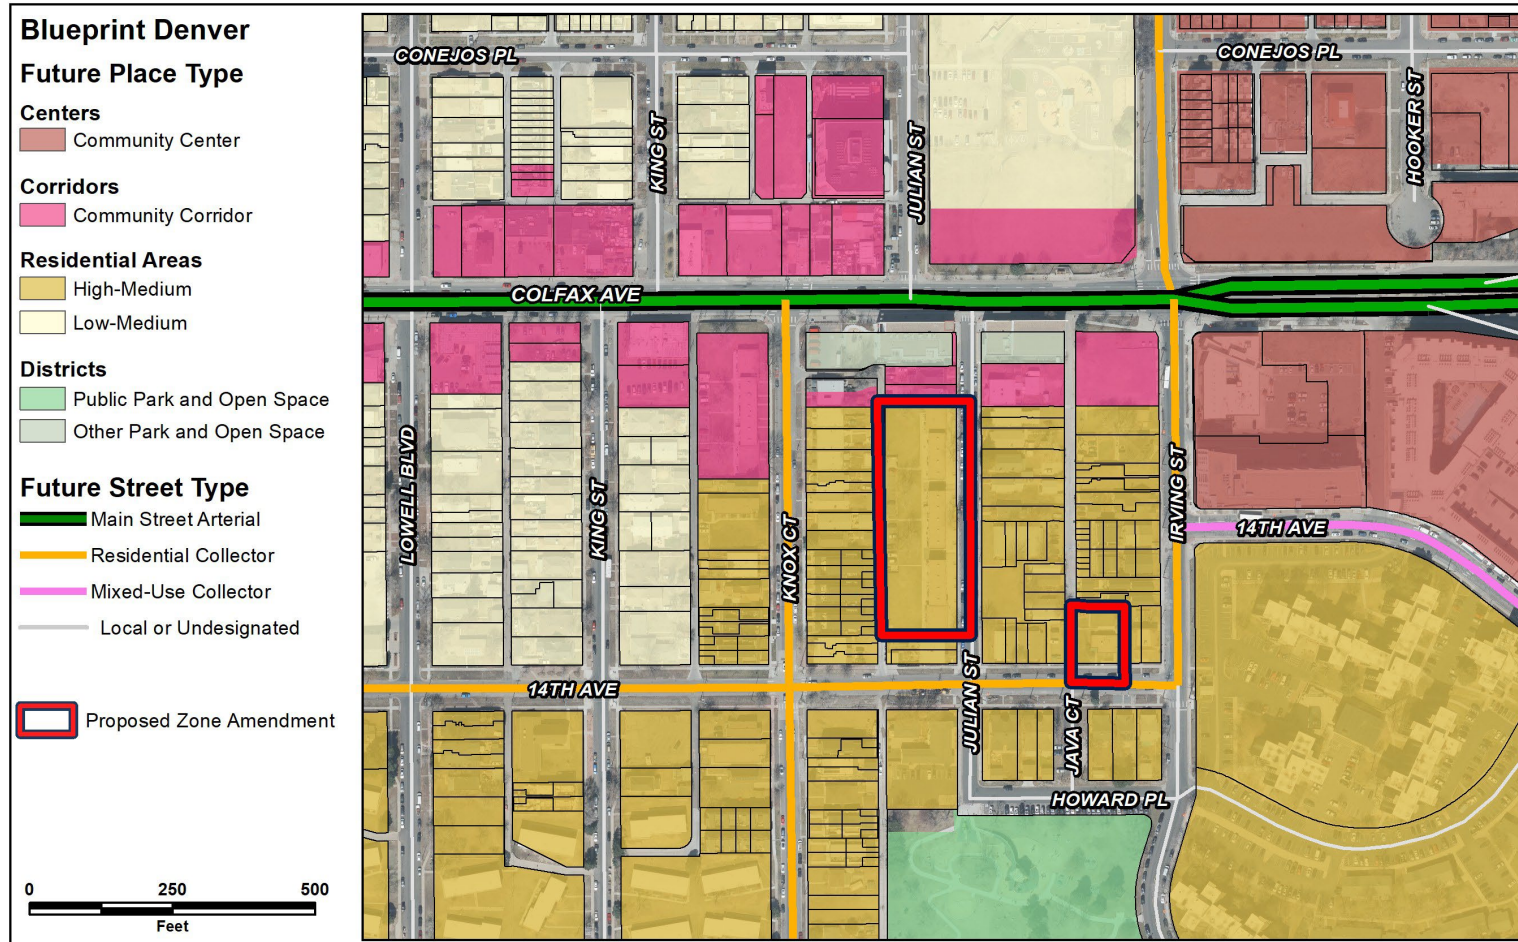 Blueprint Denver
Future Place Type
Centers
Community Center
Corridors
Community Corridor
Residential Areas
High-Medium
Low-Medium
Districts
Public Park and Open Space
Other Park and Open Space
Future Street Type
Main Street Arterial
Residential Collector
Mixed-Use Collector
Local or Undesignated
Proposed Zone Amendment
0 250 500
Feet
CONEJOS PL
CONEJOS PL
KING ST
JULIAN ST
HOOKER ST
COLFAX AVE
LOWELL BLVD
KING ST
KNOX CT
IRVING ST
14TH AVE
14TH AVE
JULIAN ST
JAVA CT
HOWARD PL